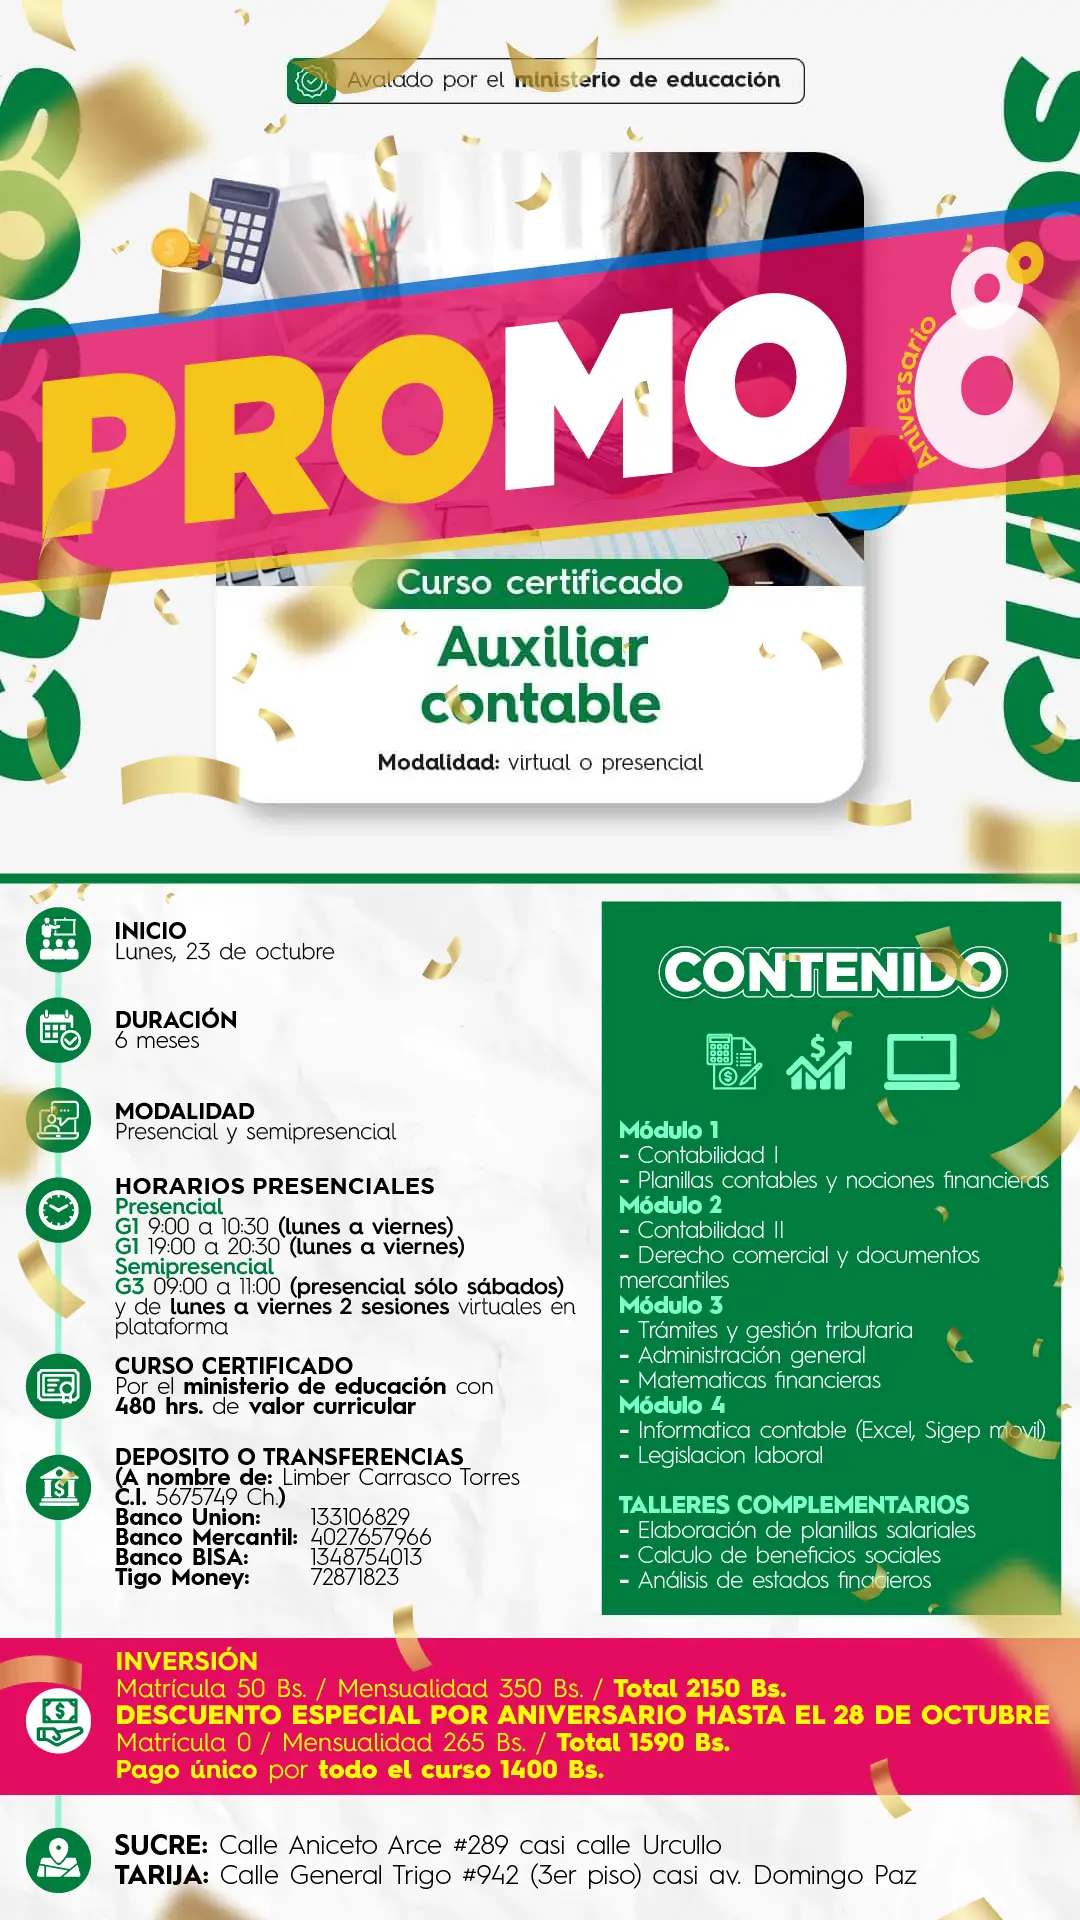 Avalado por el ministerio de educación
CURSOS
CURSOS
PROMO
Aniversario
8º
Curso certificado
Auxiliar
contable
Modalidad: virtual o presencial
INICIO
Lunes, 23 de octubre
DURACIÓN
6 meses
MODALIDAD
Presencial y semipresencial
HORARIOS PRESENCIALES
Presencial
G1 9:00 a 10:30 (lunes a viernes)
G1 19:00 a 20:30 (lunes a viernes)
Semipresencial
G3 09:00 a 11:00 (presencial sólo sábados)
y de lunes a viernes 2 sesiones virtuales en
plataforma
CURSO CERTIFICADO
Por el ministerio de educación con
480 hrs. de valor curricular
DEPOSITO O TRANSFERENCIAS
(A nombre de: Limber Carrasco Torres
C.I. 5675749 Ch.)
Banco Union: 133106829
Banco Mercantil: 4027657966
Banco BISA: 1348754013
Tigo Money: 72871823
CONTENIDO
Módulo 1
- Contabilidad I
- Planillas contables y nociones financieras
Módulo 2
- Contabilidad II
- Derecho comercial y documentos
mercantiles
Módulo 3
- Trámites y gestión tributaria
- Administración general
- Matematicas financieras
Módulo 4
- Informatica contable (Excel, Sigep movil)
- Legislacion laboral
TALLERES COMPLEMENTARIOS
- Elaboración de planillas salariales
- Calculo de beneficios sociales
- Análisis de estados finacieros
INVERSIÓN
Matrícula 50 Bs. / Mensualidad 350 Bs. / Total 2150 Bs.
DESCUENTO ESPECIAL POR ANIVERSARIO HASTA EL 28 DE OCTUBRE
Matrícula 0 / Mensualidad 265 Bs. / Total 1590 Bs.
Pago único por todo el curso 1400 Bs.
SUCRE: Calle Aniceto Arce #289 casi calle Urcullo
TARIJA: Calle General Trigo #942 (3er piso) casi av. Domingo Paz